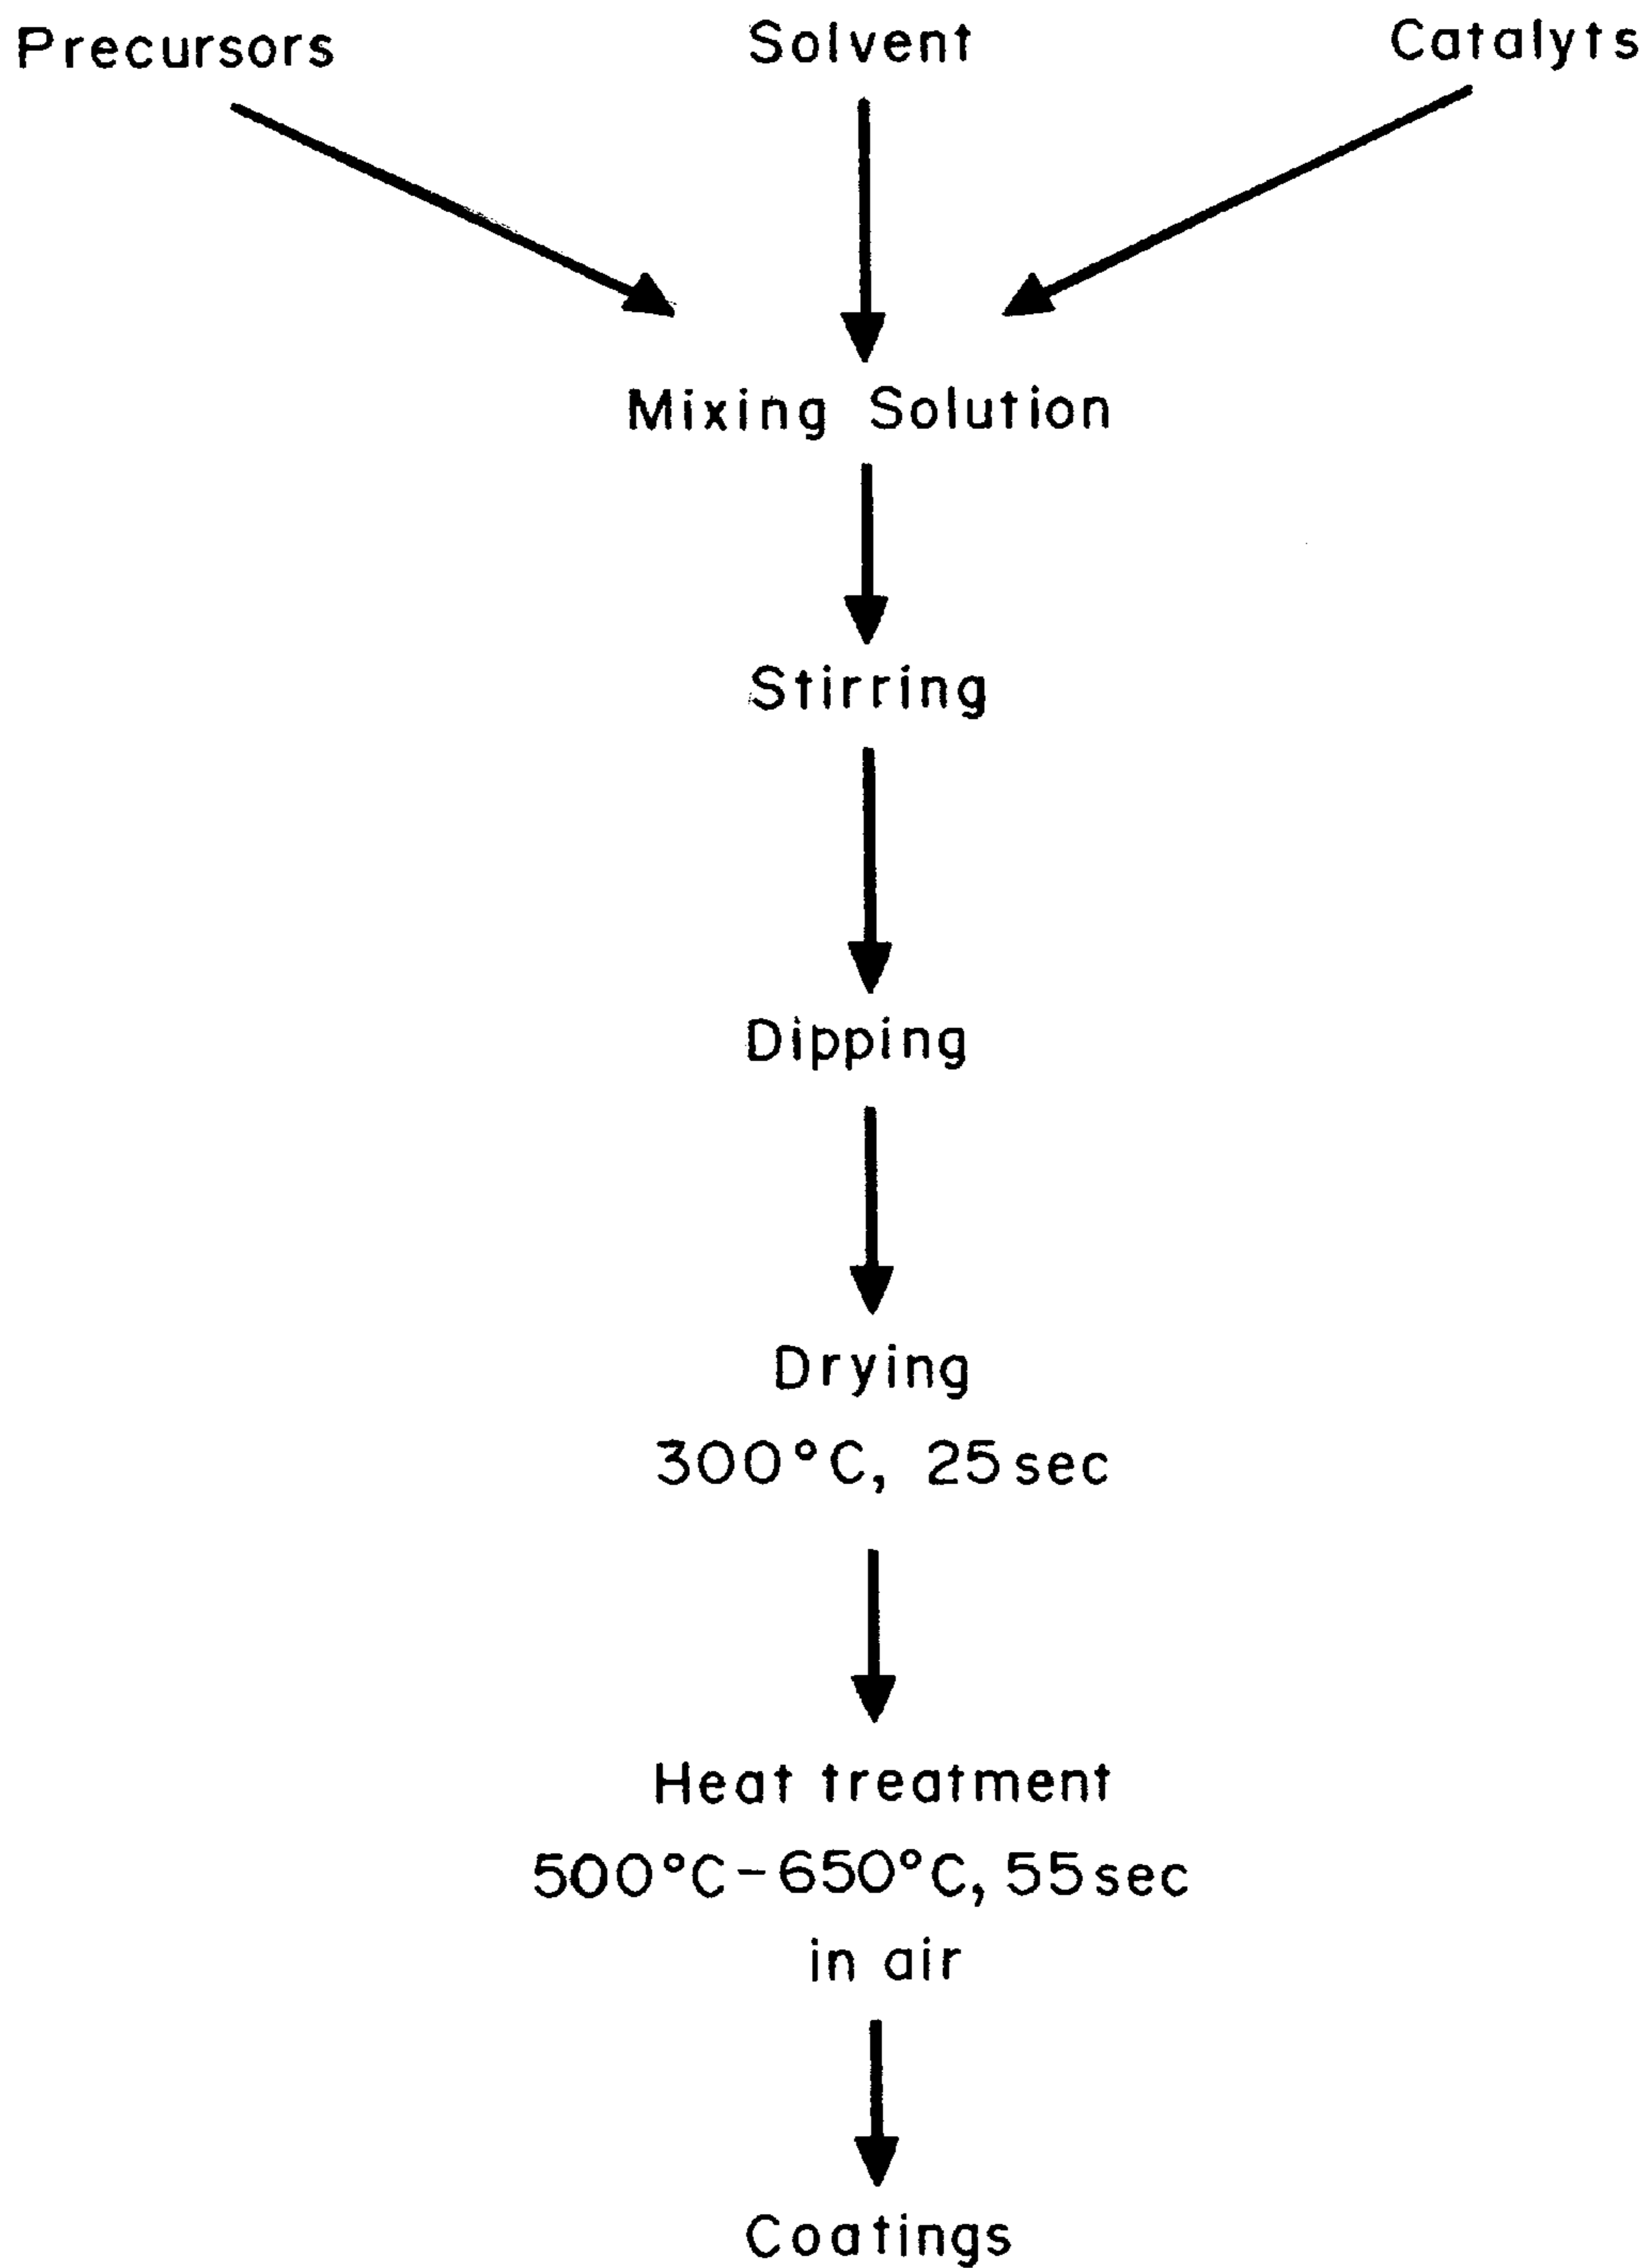 Precursors Solvent Catalyts
Mixing Solution
Stirring
Dipping
Drying
300°C, 25sec
Heat treatment
500°C-650°C, 55sec
in air
Coatings